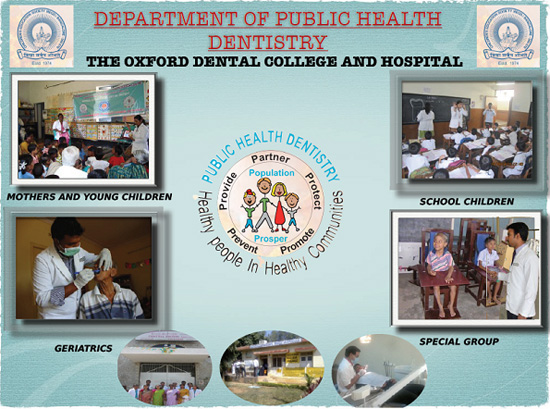 DEPARTMENT OF PUBLIC HEALTH
DENTISTRY
THE OXFORD DENTAL COLLEGE AND HOSPITAL
MOTHERS AND YOUNG CHILDREN
SCHOOL CHILDREN
PUBLIC HEALTH DENTISTRY
Healthy people In Healthy Communities
Provide
Partner
Protect
Prevent
Promote
Population
Prosper
GERIATRICS
SPECIAL GROUP